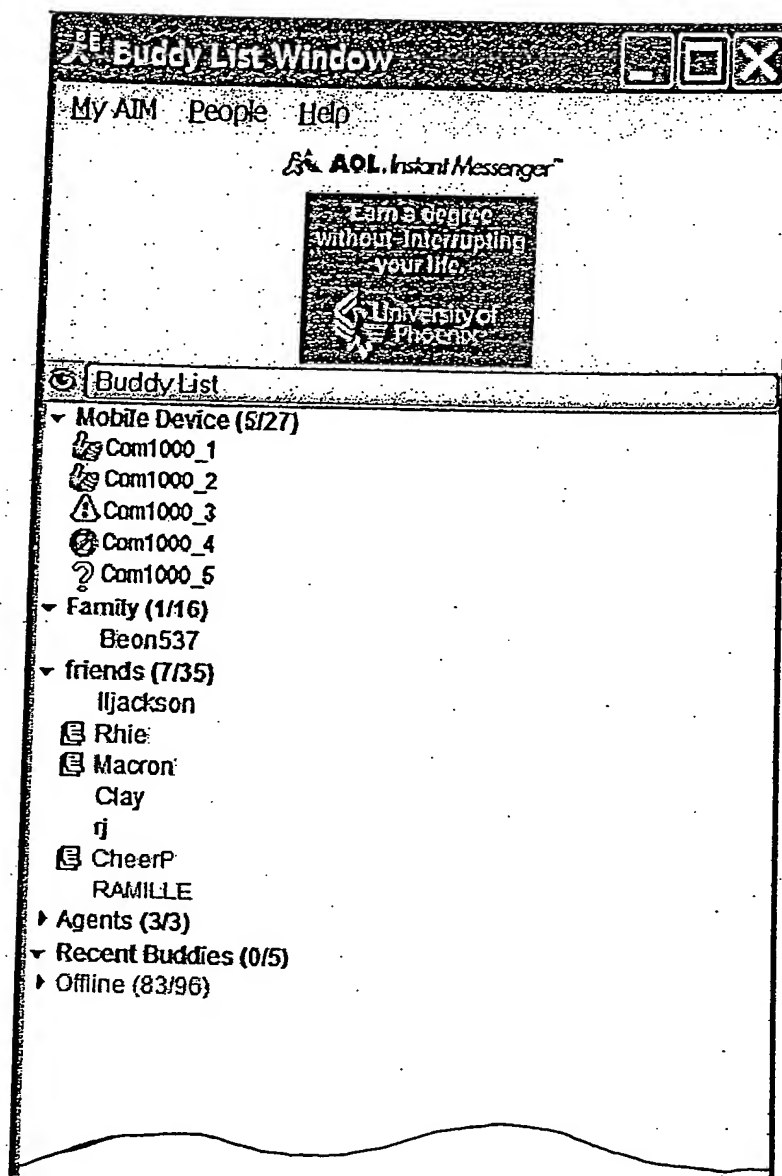 Buddy List Window
My AIM People Help
AOL Instant Messenger™
Earn a degree
without interrupting
your life.
University of
Phoenix
Buddy List
Mobile Device (5/27)
Com1000_1
Com1000_2
Com1000_3
Com1000_4
Com1000_5
Family (1/16)
Beon537
friends (7/35)
lljackson
Rhie
Macron
Clay
rj
CheerP
RAMILLE
Agents (3/3)
Recent Buddies (0/5)
Offline (83/96)